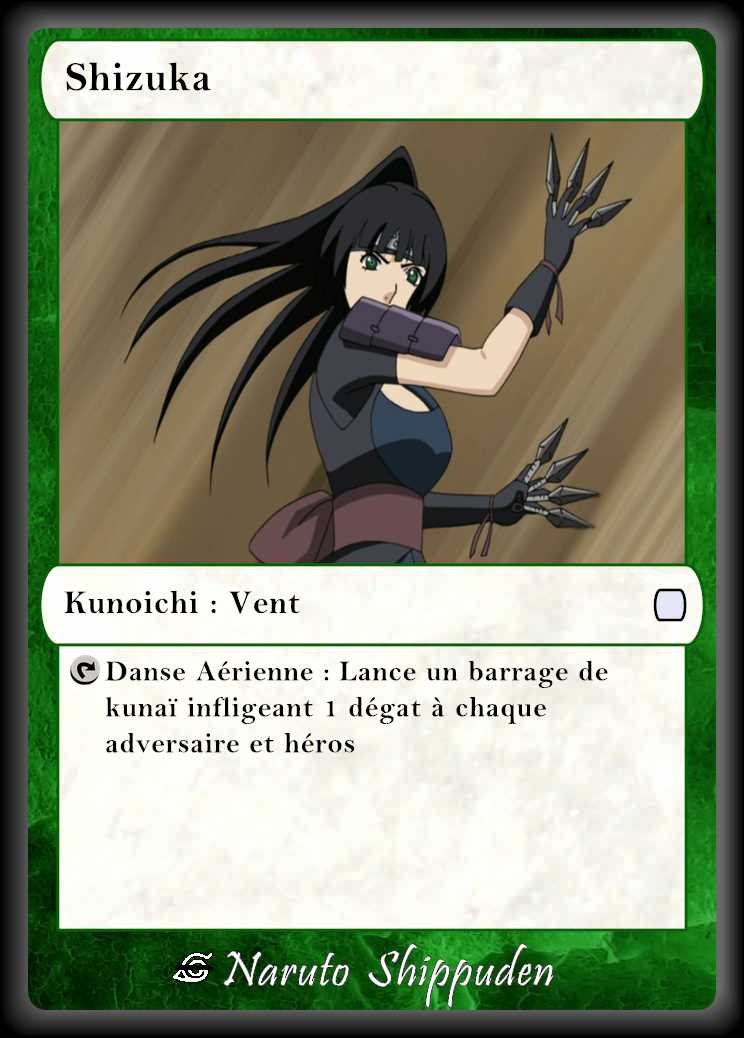 Shizuka
Kunoichi : Vent
Danse Aérienne : Lance un barrage de
kunaï infligeant 1 dégat à chaque
adversaire et héros
Naruto Shippuden